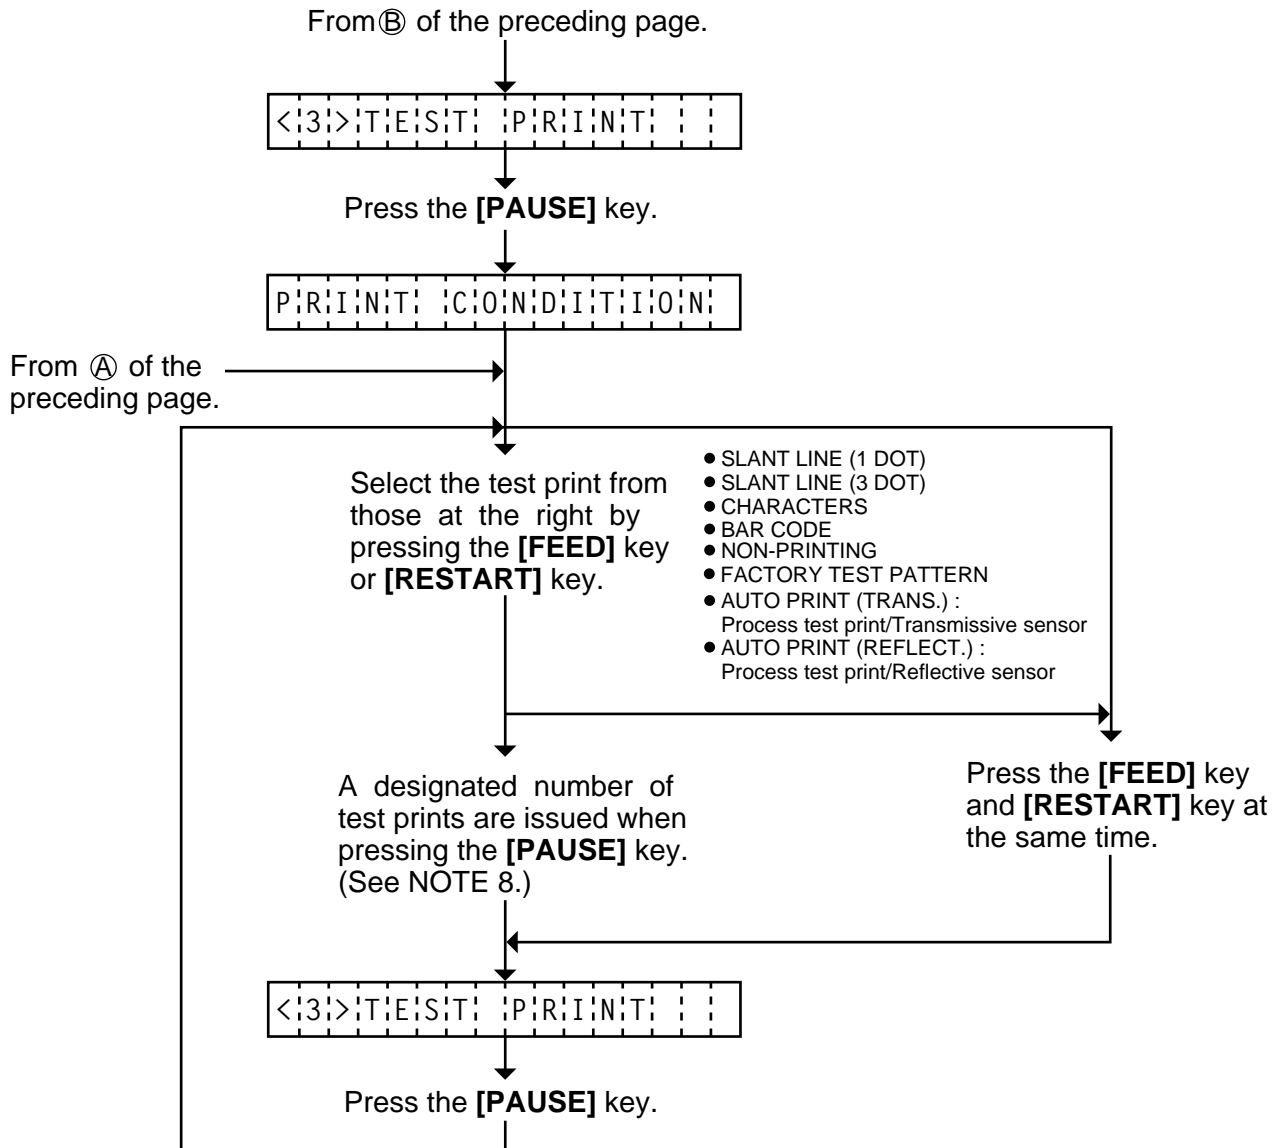 From Ⓑ of the preceding page.
<3>TEST PRINT
Press the [PAUSE] key.
PRINT CONDITION
From Ⓐ of the
preceding page.
Select the test print from
those at the right by
pressing the [FEED] key
or [RESTART] key.
● SLANT LINE (1 DOT)
● SLANT LINE (3 DOT)
● CHARACTERS
● BAR CODE
● NON-PRINTING
● FACTORY TEST PATTERN
● AUTO PRINT (TRANS.) :
Process test print/Transmissive sensor
● AUTO PRINT (REFLECT.) :
Process test print/Reflective sensor
A designated number of
test prints are issued when
pressing the [PAUSE] key.
(See NOTE 8.)
Press the [FEED] key
and [RESTART] key at
the same time.
<3>TEST PRINT
Press the [PAUSE] key.